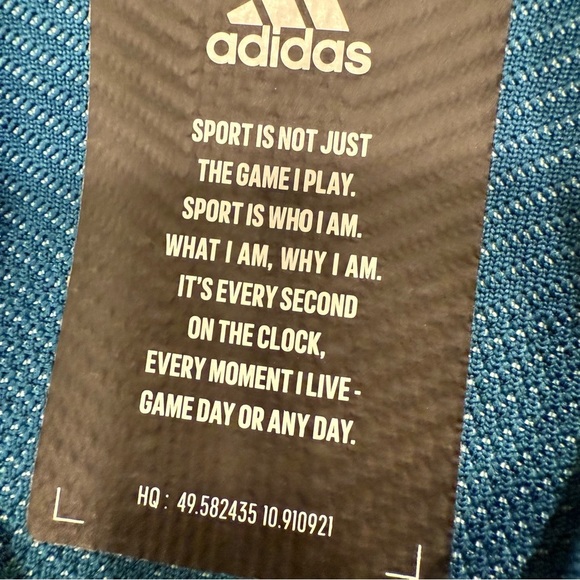 adidas
SPORT IS NOT JUST
THE GAME I PLAY.
SPORT IS WHO I AM.
WHAT I AM, WHY I AM.
IT'S EVERY SECOND
ON THE CLOCK,
EVERY MOMENT I LIVE -
GAME DAY OR ANY DAY.
HQ : 49.582435 10.910921